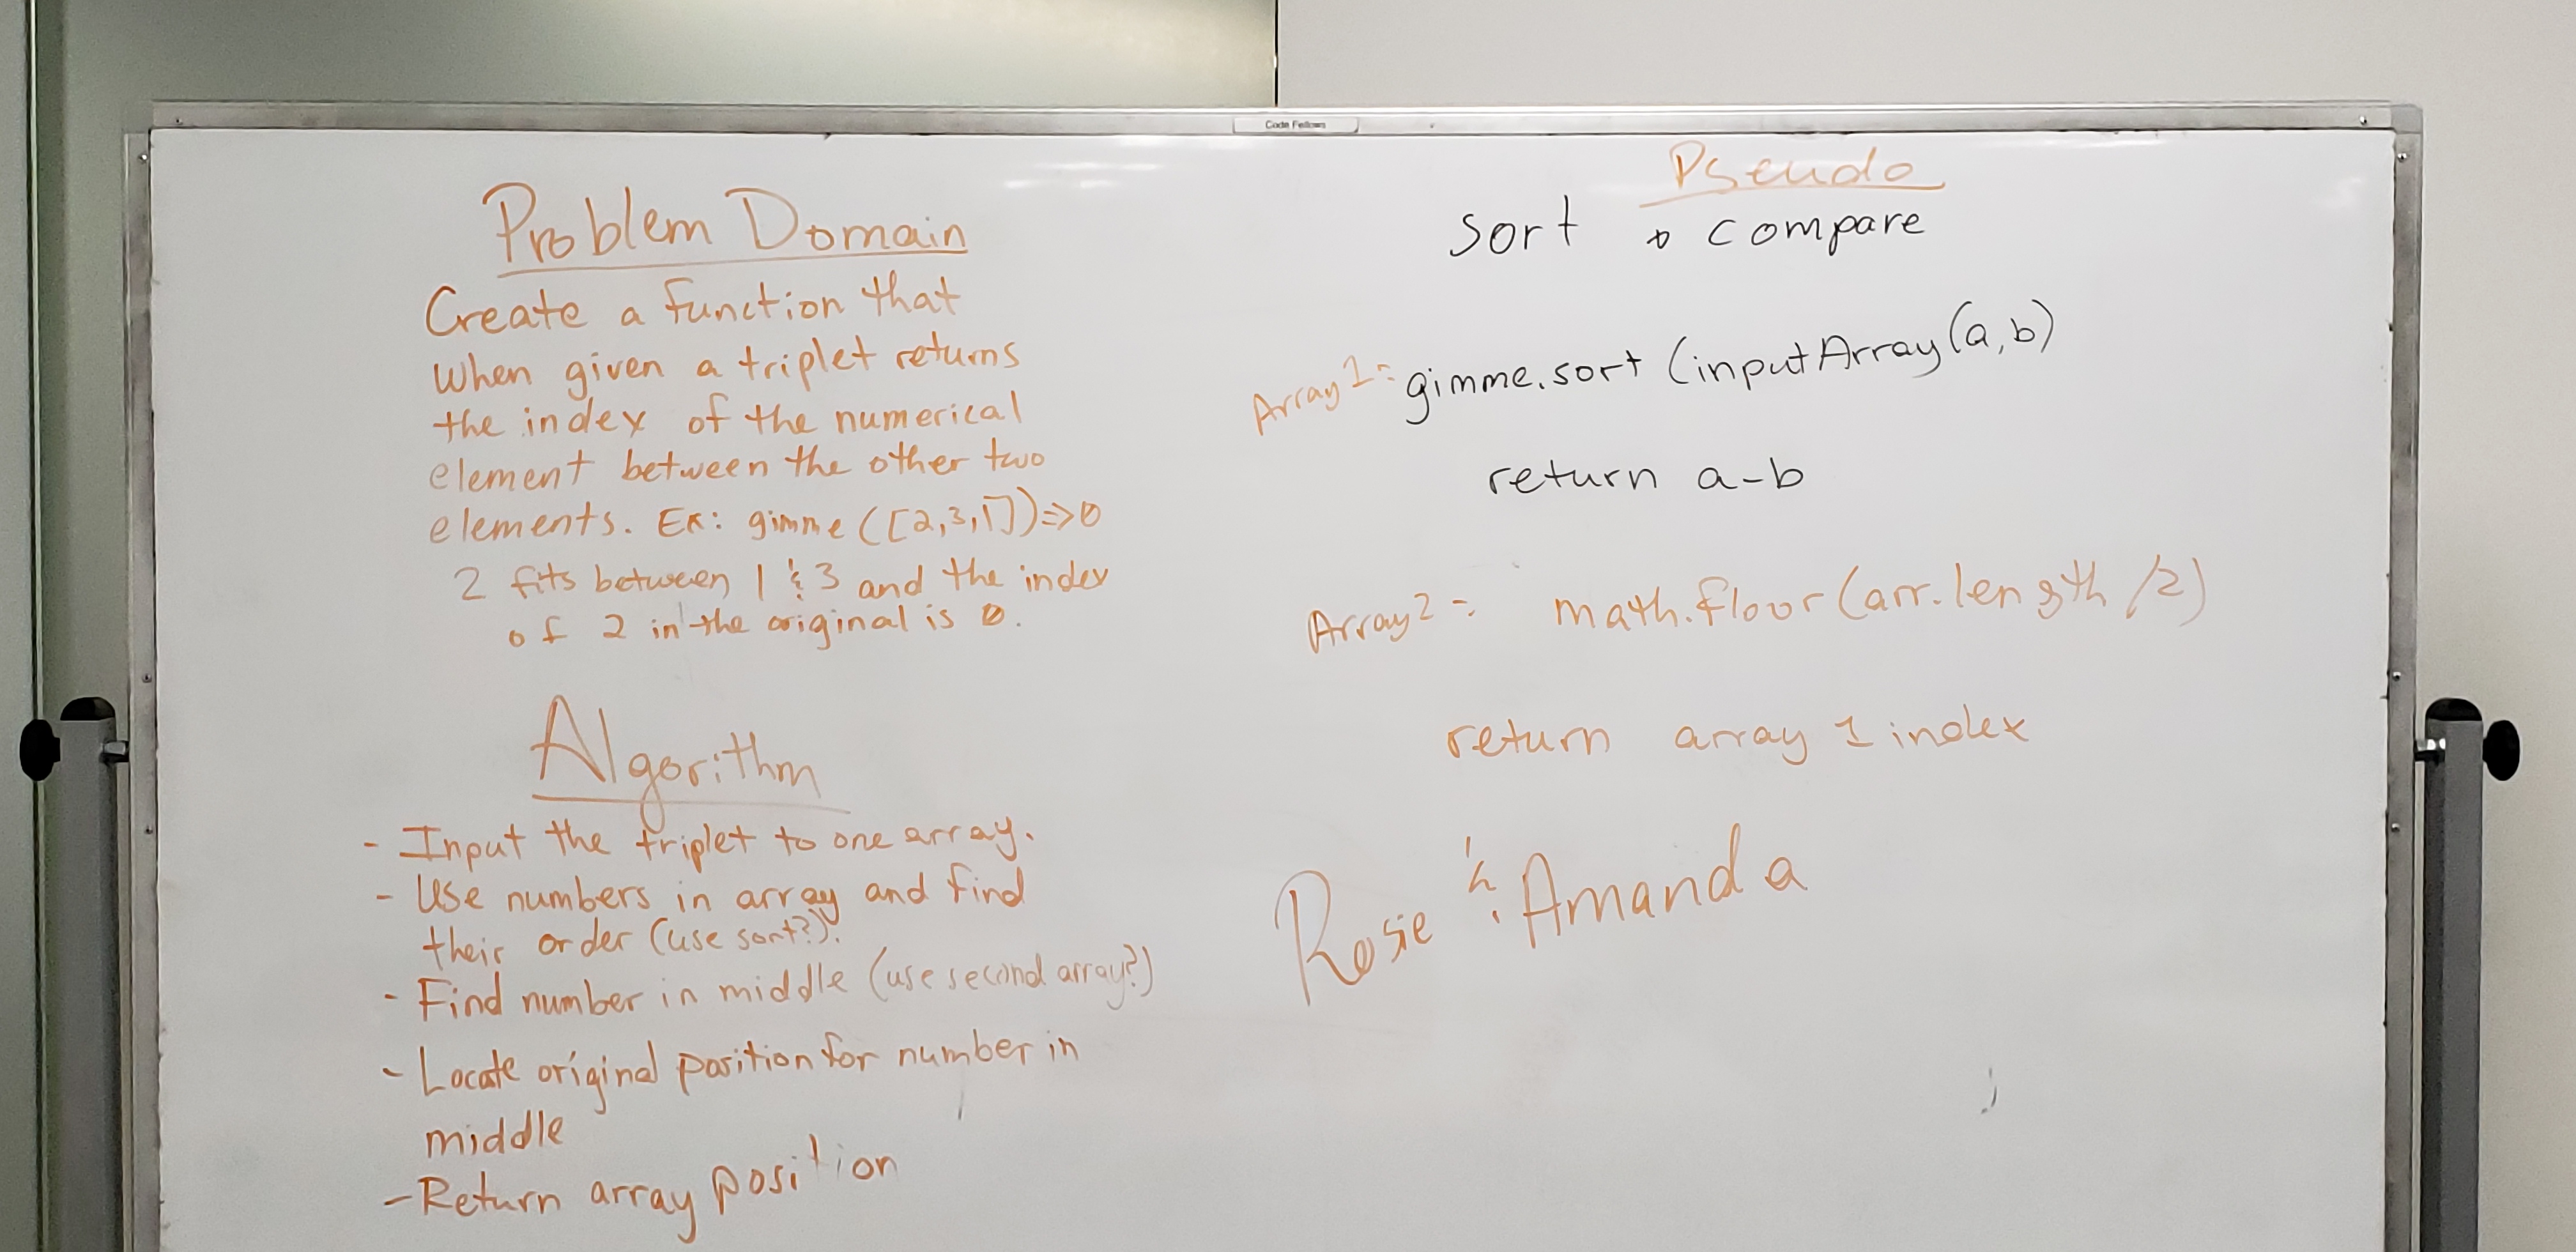 Code Fellows
Problem Domain
Create a function that
when given a triplet returns
the index of the numerical
element between the other two
elements. Ex: gimme ([2,3,1])=>0
2 fits between 1 & 3 and the index
of 2 in the original is 0.
Algorithm
- Input the triplet to one array.
- Use numbers in array and find
their order (use sort?).
- Find number in middle (use second array?)
- Locate original position for number in
middle
- Return array position
Pseudo
sort & compare
Array 1 = gimme.sort (inputArray(a,b)
return a-b
Array 2 = math.floor(arr.length /2)
return array 1 index
Rosie & Amanda